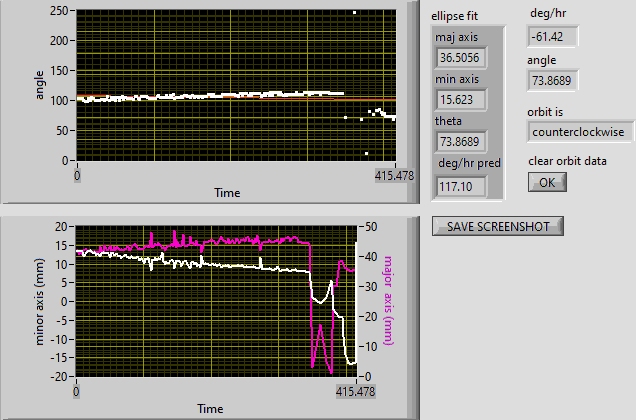 250
200
150
100
50
0
angle
0
415.478
Time
ellipse fit
maj axis
36.5056
min axis
15.623
theta
73.8689
deg/hr pred
117.10
deg/hr
-61.42
angle
73.8689
orbit is
counterclockwise
clear orbit data
OK
SAVE SCREENSHOT
20
15
10
5
0
-5
-10
-15
-20
minor axis (mm)
50
40
30
20
10
0
major axis (mm)
0
415.478
Time